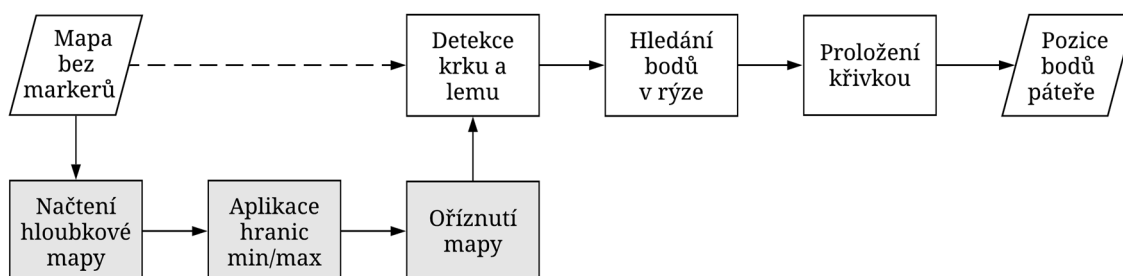 Mapa
bez
markerů
Detekce
krku a
lemu
Hledání
bodů
v rýze
Proložení
křivkou
Pozice
bodů
páteře
Načtení
hloubkové
mapy
Aplikace
hranic
min/max
Oříznutí
mapy